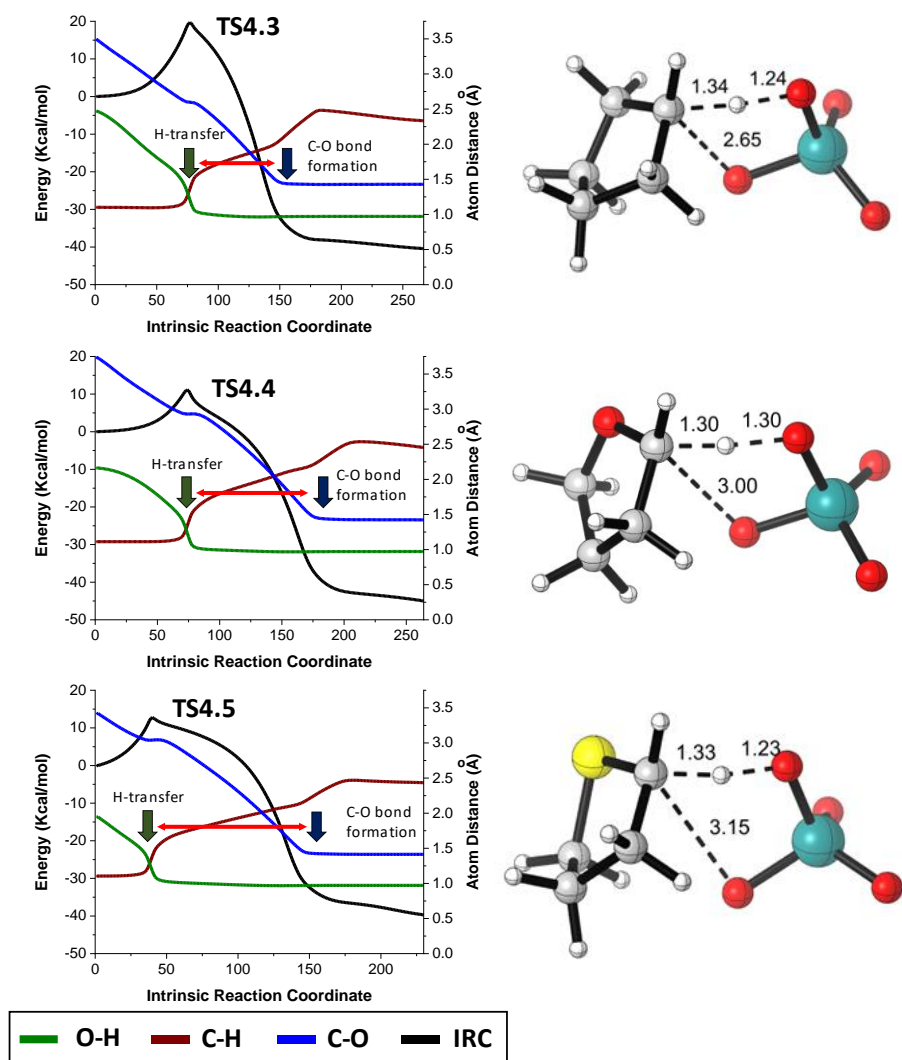 TS4.3
20
10
0
-10
-20
-30
-40
-50
Energy (Kcal/mol)
H-transfer
C-O bond
formation
3.5
3.0
2.5
2.0
1.5
1.0
0.5
0.0
Atom Distance (Å)
0 50 100 150 200 250
Intrinsic Reaction Coordinate
1.34
1.24
2.65
TS4.4
20
10
0
-10
-20
-30
-40
-50
Energy (Kcal/mol)
H-transfer
C-O bond
formation
3.5
3.0
2.5
2.0
1.5
1.0
0.5
0.0
Atom Distance (Å)
0 50 100 150 200 250
Intrinsic Reaction Coordinate
1.30
1.30
3.00
TS4.5
20
10
0
-10
-20
-30
-40
-50
Energy (Kcal/mol)
H-transfer
C-O bond
formation
3.5
3.0
2.5
2.0
1.5
1.0
0.5
0.0
Atom Distance (Å)
0 50 100 150 200
Intrinsic Reaction Coordinate
1.33
1.23
3.15
O-H C-H C-O IRC